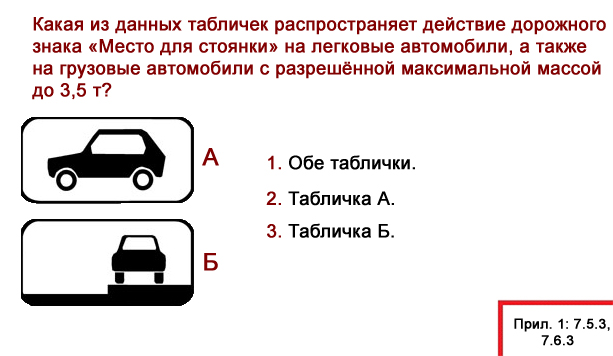 Какая из данных табличек распространяет действие дорожного
знака «Место для стоянки» на легковые автомобили, а также
на грузовые автомобили с разрешённой максимальной массой
до 3,5 т?
А
1. Обе таблички.
2. Табличка А.
3. Табличка Б.
Б
Прил. 1: 7.5.3,
7.6.3